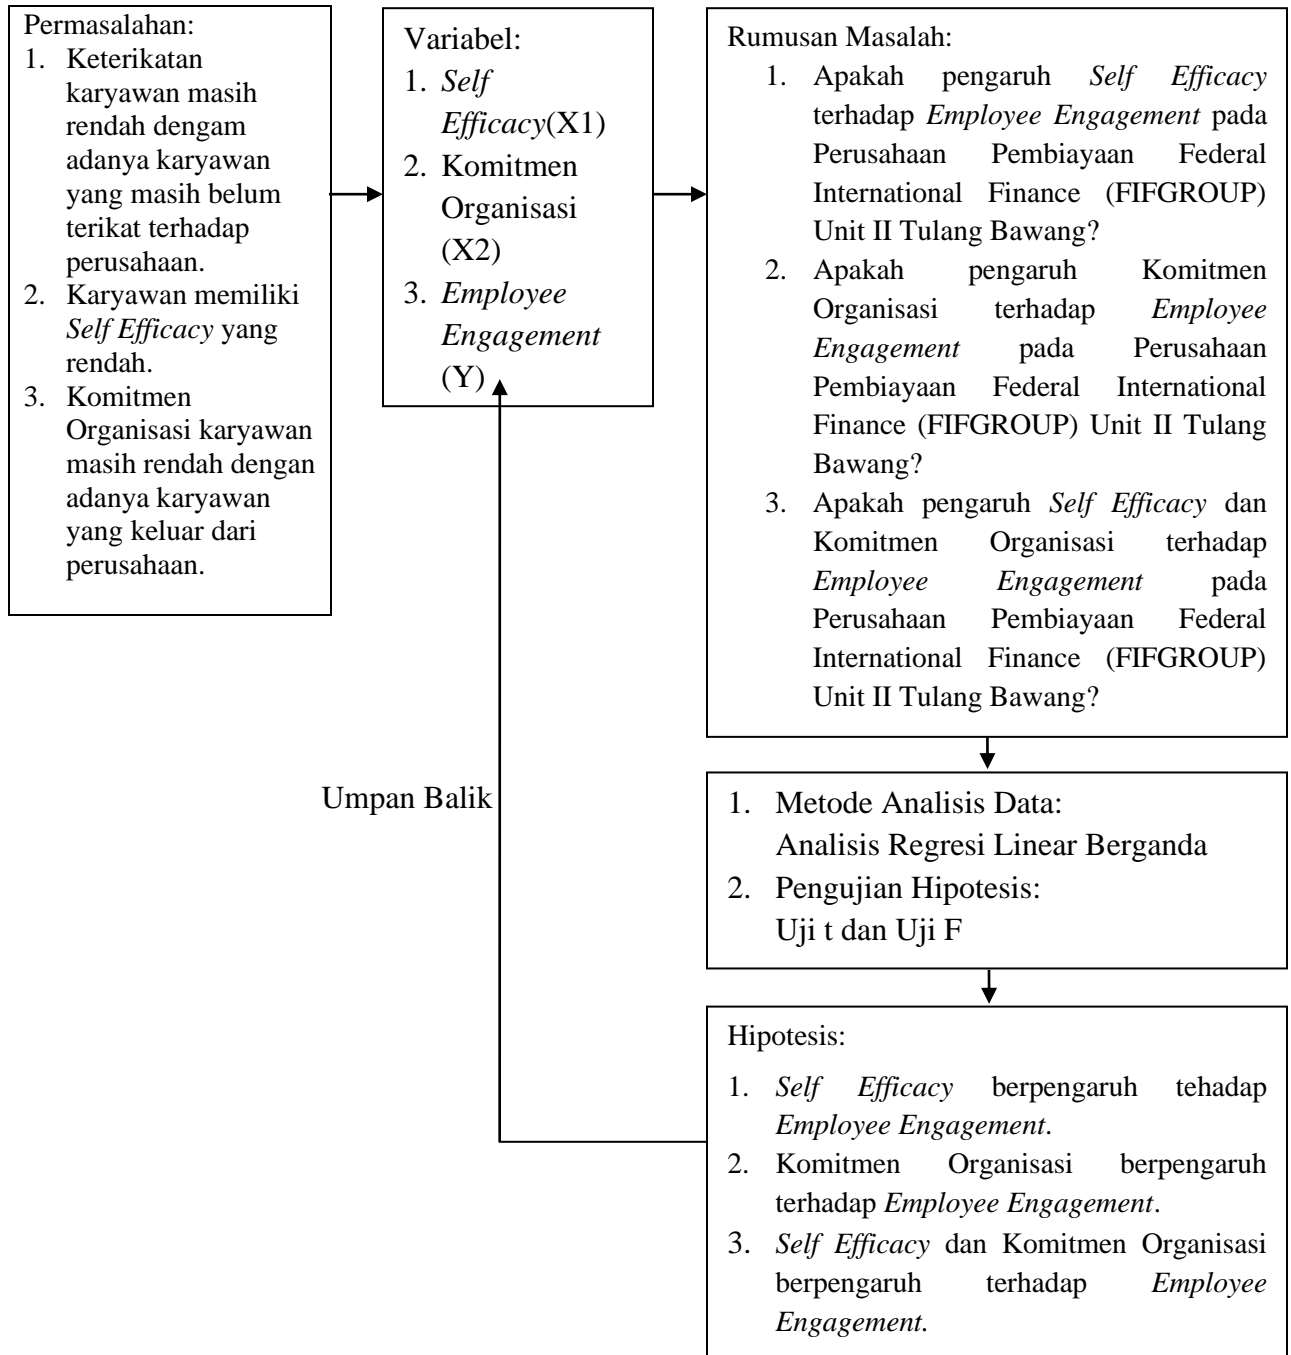 Permasalahan:
1. Keterikatan
karyawan masih
rendah dengam
adanya karyawan
yang masih belum
terikat terhadap
perusahaan.
2. Karyawan memiliki
Self Efficacy yang
rendah.
3. Komitmen
Organisasi karyawan
masih rendah dengan
adanya karyawan
yang keluar dari
perusahaan.
Variabel:
1. Self
Efficacy(X1)
2. Komitmen
Organisasi
(X2)
3. Employee
Engagement
(Y)
Rumusan Masalah:
1. Apakah pengaruh Self Efficacy
terhadap Employee Engagement pada
Perusahaan Pembiayaan Federal
International Finance (FIFGROUP)
Unit II Tulang Bawang?
2. Apakah pengaruh Komitmen
Organisasi terhadap Employee
Engagement pada Perusahaan
Pembiayaan Federal International
Finance (FIFGROUP) Unit II Tulang
Bawang?
3. Apakah pengaruh Self Efficacy dan
Komitmen Organisasi terhadap
Employee Engagement pada
Perusahaan Pembiayaan Federal
International Finance (FIFGROUP)
Unit II Tulang Bawang?
Umpan Balik
1. Metode Analisis Data:
Analisis Regresi Linear Berganda
2. Pengujian Hipotesis:
Uji t dan Uji F
Hipotesis:
1. Self Efficacy berpengaruh tehadap
Employee Engagement.
2. Komitmen Organisasi berpengaruh
terhadap Employee Engagement.
3. Self Efficacy dan Komitmen Organisasi
berpengaruh terhadap Employee
Engagement.